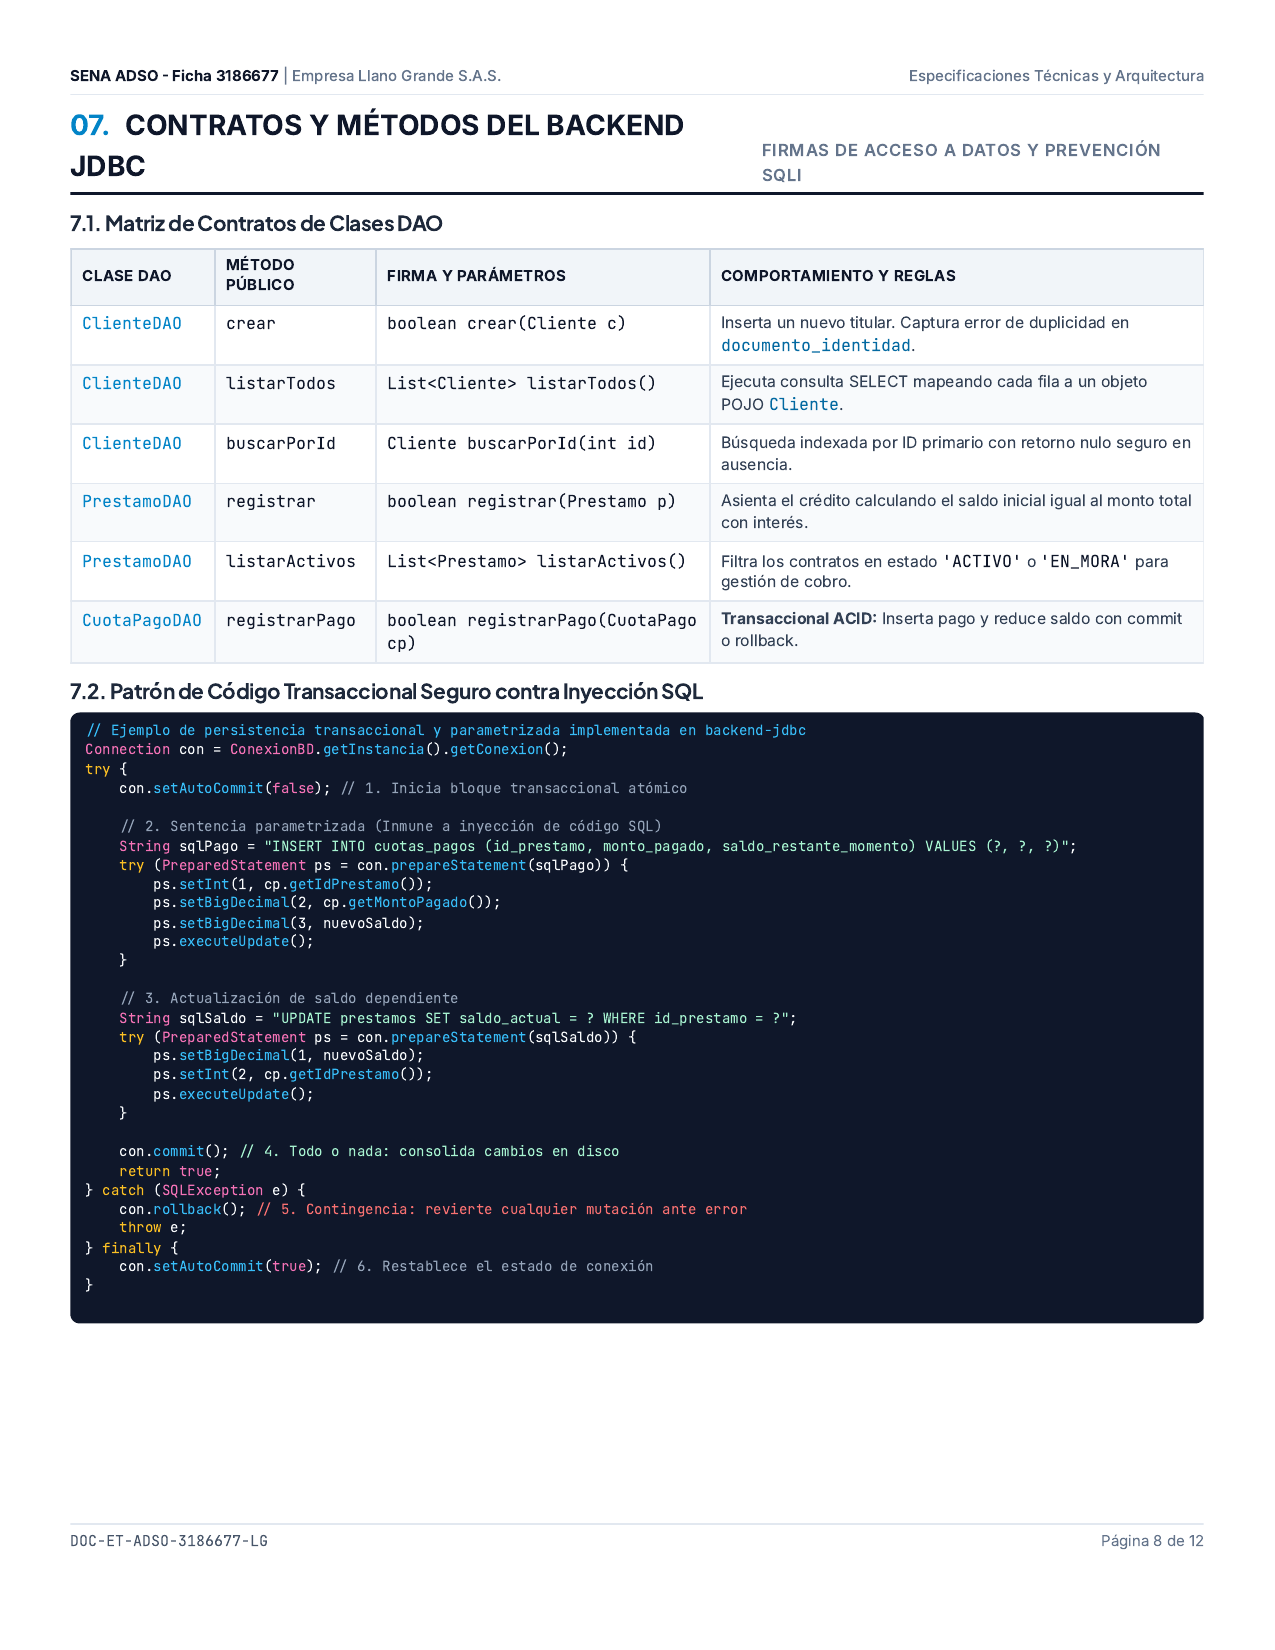 SENA ADSO - Ficha 3186677 | Empresa Llano Grande S.A.S.
Especificaciones Técnicas y Arquitectura
07. CONTRATOS Y MÉTODOS DEL BACKEND
JDBC
FIRMAS DE ACCESO A DATOS Y PREVENCIÓN
SQLI
7.1. Matriz de Contratos de Clases DAO
CLASE DAO
MÉTODO
PÚBLICO
FIRMA Y PARÁMETROS
COMPORTAMIENTO Y REGLAS
ClienteDAO
crear
boolean crear(Cliente c)
Inserta un nuevo titular. Captura error de duplicidad en
documento_identidad.
ClienteDAO
listarTodos
List<Cliente> listarTodos()
Ejecuta consulta SELECT mapeando cada fila a un objeto
POJO Cliente.
ClienteDAO
buscarPorId
Cliente buscarPorId(int id)
Búsqueda indexada por ID primario con retorno nulo seguro en
ausencia.
PrestamoDAO
registrar
boolean registrar(Prestamo p)
Asienta el crédito calculando el saldo inicial igual al monto total
con interés.
PrestamoDAO
listarActivos
List<Prestamo> listarActivos()
Filtra los contratos en estado 'ACTIVO' o 'EN_MORA' para
gestión de cobro.
CuotaPagoDAO
registrarPago
boolean registrarPago(CuotaPago
cp)
Transaccional ACID: Inserta pago y reduce saldo con commit
o rollback.
7.2. Patrón de Código Transaccional Seguro contra Inyección SQL
// Ejemplo de persistencia transaccional y parametrizada implementada en backend-jdbc
Connection con = ConexionBD.getInstancia().getConexion();
try {
    con.setAutoCommit(false); // 1. Inicia bloque transaccional atómico
    // 2. Sentencia parametrizada (Inmune a inyección de código SQL)
    String sqlPago = "INSERT INTO cuotas_pagos (id_prestamo, monto_pagado, saldo_restante_momento) VALUES (?, ?, ?)";
    try (PreparedStatement ps = con.prepareStatement(sqlPago)) {
        ps.setInt(1, cp.getIdPrestamo());
        ps.setBigDecimal(2, cp.getMontoPagado());
        ps.setBigDecimal(3, nuevoSaldo);
        ps.executeUpdate();
    }
    // 3. Actualización de saldo dependiente
    String sqlSaldo = "UPDATE prestamos SET saldo_actual = ? WHERE id_prestamo = ?";
    try (PreparedStatement ps = con.prepareStatement(sqlSaldo)) {
        ps.setBigDecimal(1, nuevoSaldo);
        ps.setInt(2, cp.getIdPrestamo());
        ps.executeUpdate();
    }
    con.commit(); // 4. Todo o nada: consolida cambios en disco
    return true;
} catch (SQLException e) {
    con.rollback(); // 5. Contingencia: revierte cualquier mutación ante error
    throw e;
} finally {
    con.setAutoCommit(true); // 6. Restablece el estado de conexión
}
DOC-ET-ADSO-3186677-LG
Página 8 de 12